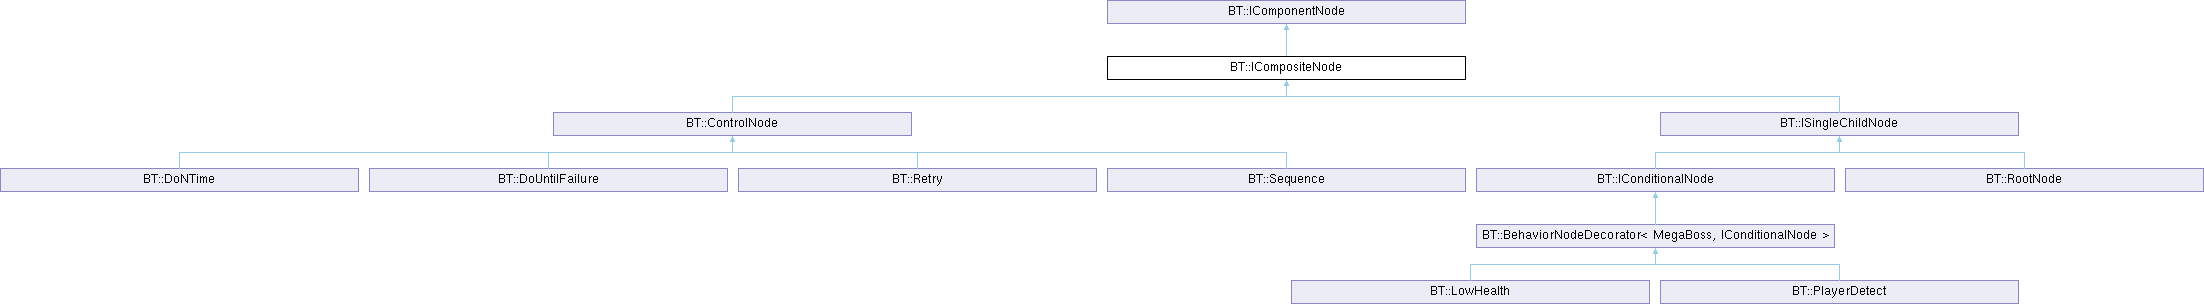 BT::IComponentNode
BT::ICompositeNode
BT::ControlNode
BT::ISingleChildNode
BT::DoNTime
BT::DoUntilFailure
BT::Retry
BT::Sequence
BT::IConditionalNode
BT::RootNode
BT::BehaviorNodeDecorator< MegaBoss, IConditionalNode >
BT::LowHealth
BT::PlayerDetect